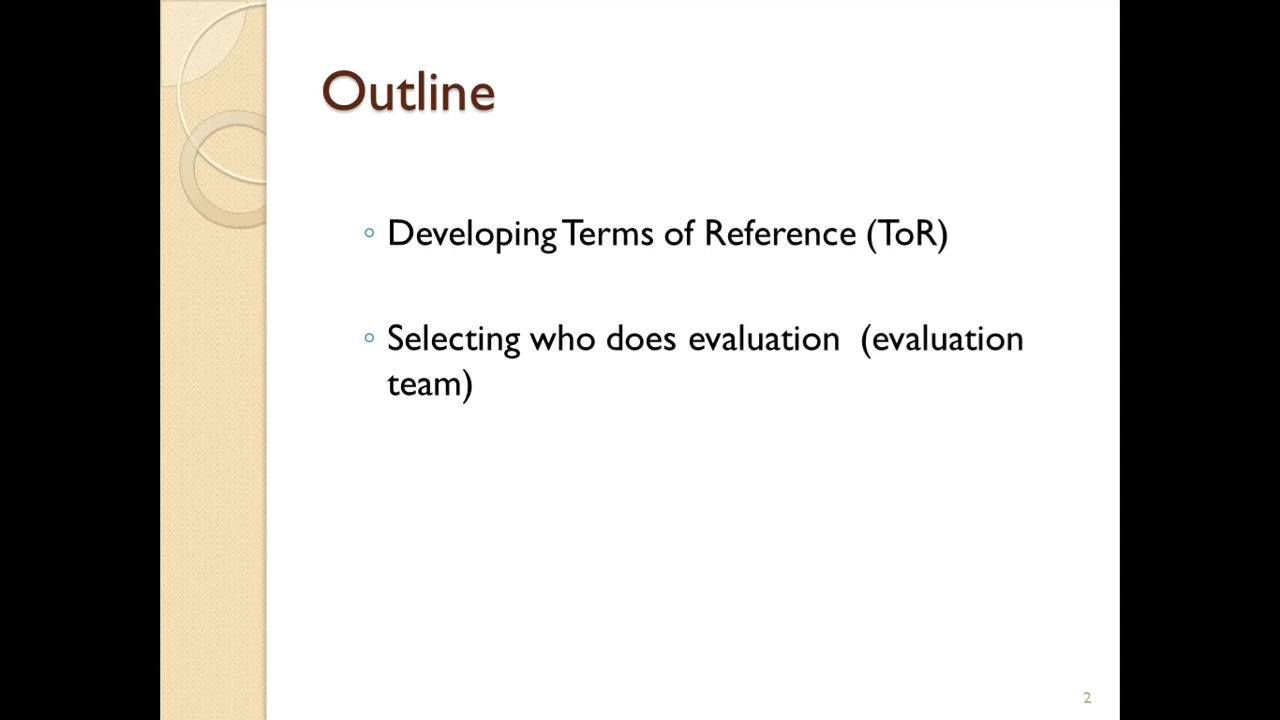 Outline
◦ Developing Terms of Reference (ToR)
◦ Selecting who does evaluation  (evaluation
team)
2